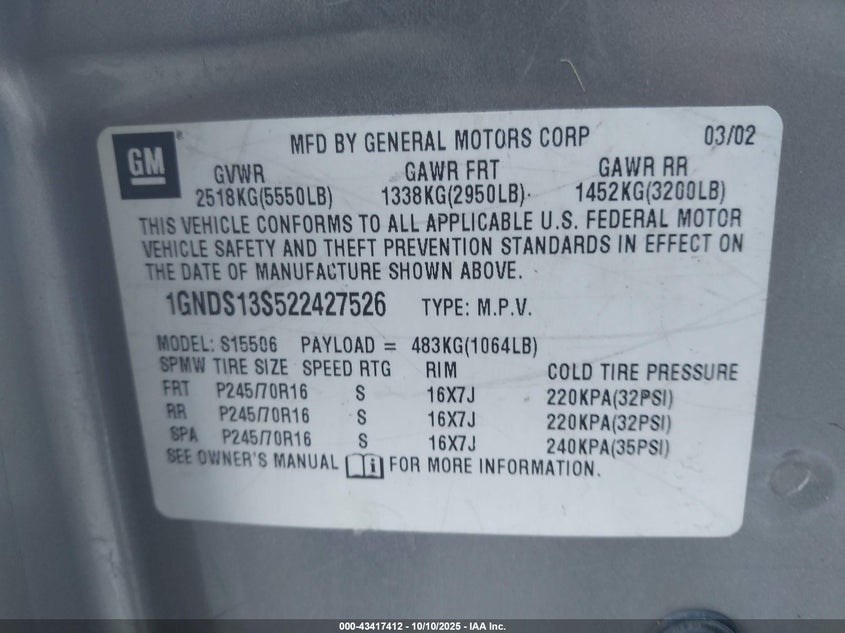 GM®
MFD BY GENERAL MOTORS CORP 03/02
GVWR GAWR FRT GAWR RR
2518KG(5550LB) 1338KG(2950LB) 1452KG(3200LB)
THIS VEHICLE CONFORMS TO ALL APPLICABLE U.S. FEDERAL MOTOR
VEHICLE SAFETY AND THEFT PREVENTION STANDARDS IN EFFECT ON
THE DATE OF MANUFACTURE SHOWN ABOVE.
1GNDS13S522427526 TYPE: M.P.V.
MODEL: S15506 PAYLOAD = 483KG(1064LB)
SPMW TIRE SIZE SPEED RTG RIM COLD TIRE PRESSURE
FRT P245/70R16 S 16X7J 220KPA(32PSI)
RR P245/70R16 S 16X7J 220KPA(32PSI)
SPA P245/70R16 S 16X7J 240KPA(35PSI)
SEE OWNER'S MANUAL FOR MORE INFORMATION.
000-43417412 - 10/10/2025 - IAA Inc.